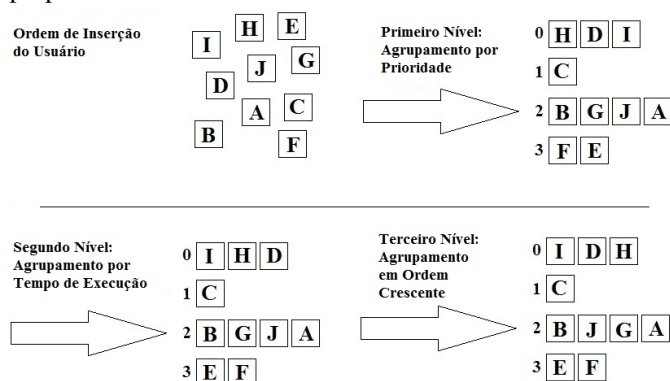 Ordem de Inserção
do Usuário
I H E
D J G
B A C
F
Primeiro Nível:
Agrupamento por
Prioridade
0 H D I
1 C
2 B G J A
3 F E
Segundo Nível:
Agrupamento por
Tempo de Execução
0 I H D
1 C
2 B G J A
3 E F
Terceiro Nível:
Agrupamento
em Ordem
Crescente
0 I D H
1 C
2 B J G A
3 E F